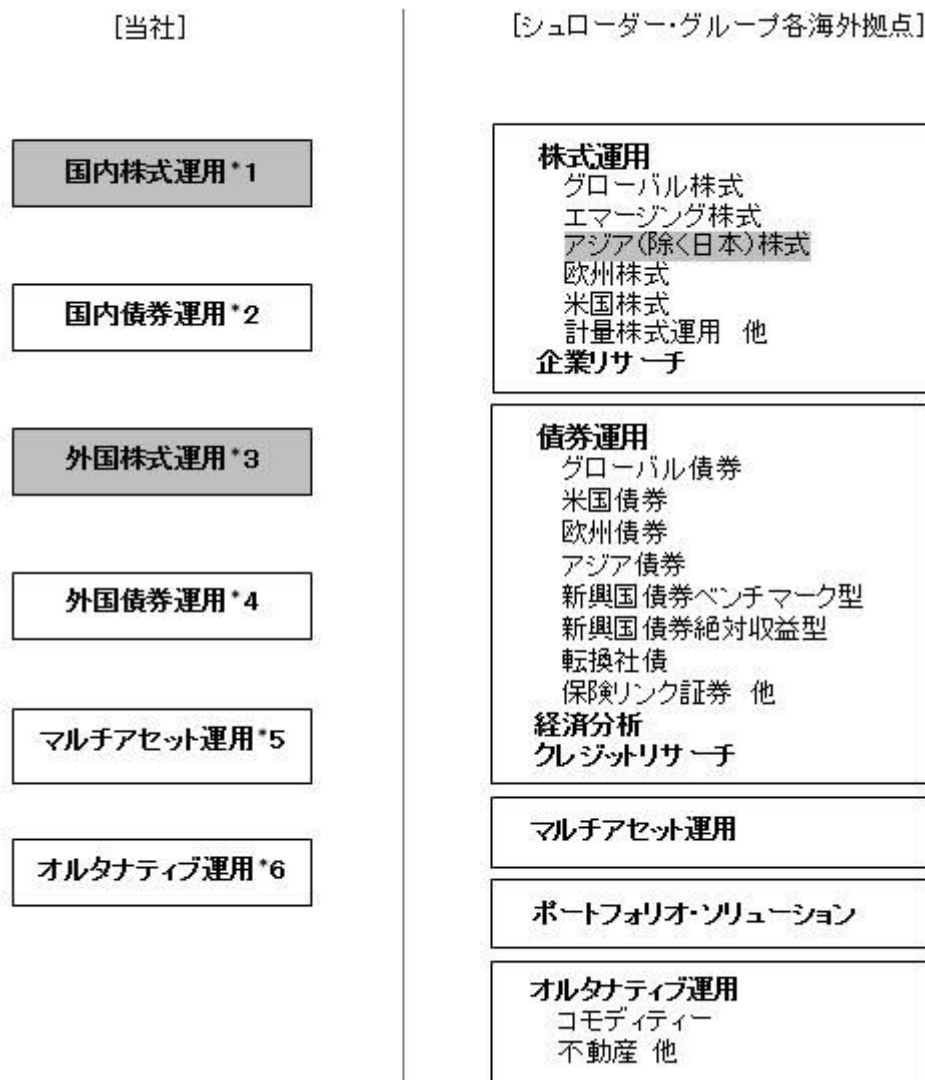 [当社]
国内株式運用*1
国内債券運用*2
外国株式運用*3
外国債券運用*4
マルチアセット運用*5
オルタナティブ運用*6
[シュローダー・グループ各海外拠点]
株式運用
グローバル株式
エマージング株式
アジア(除く日本)株式
欧州株式
米国株式
計量株式運用 他
企業リサーチ
債券運用
グローバル債券
米国債券
欧州債券
アジア債券
新興国債券ベンチマーク型
新興国債券絶対収益型
転換社債
保険リンク証券 他
経済分析
クレジットリサーチ
マルチアセット運用
ポートフォリオ・ソリューション
オルタナティブ運用
コモディティー
不動産 他